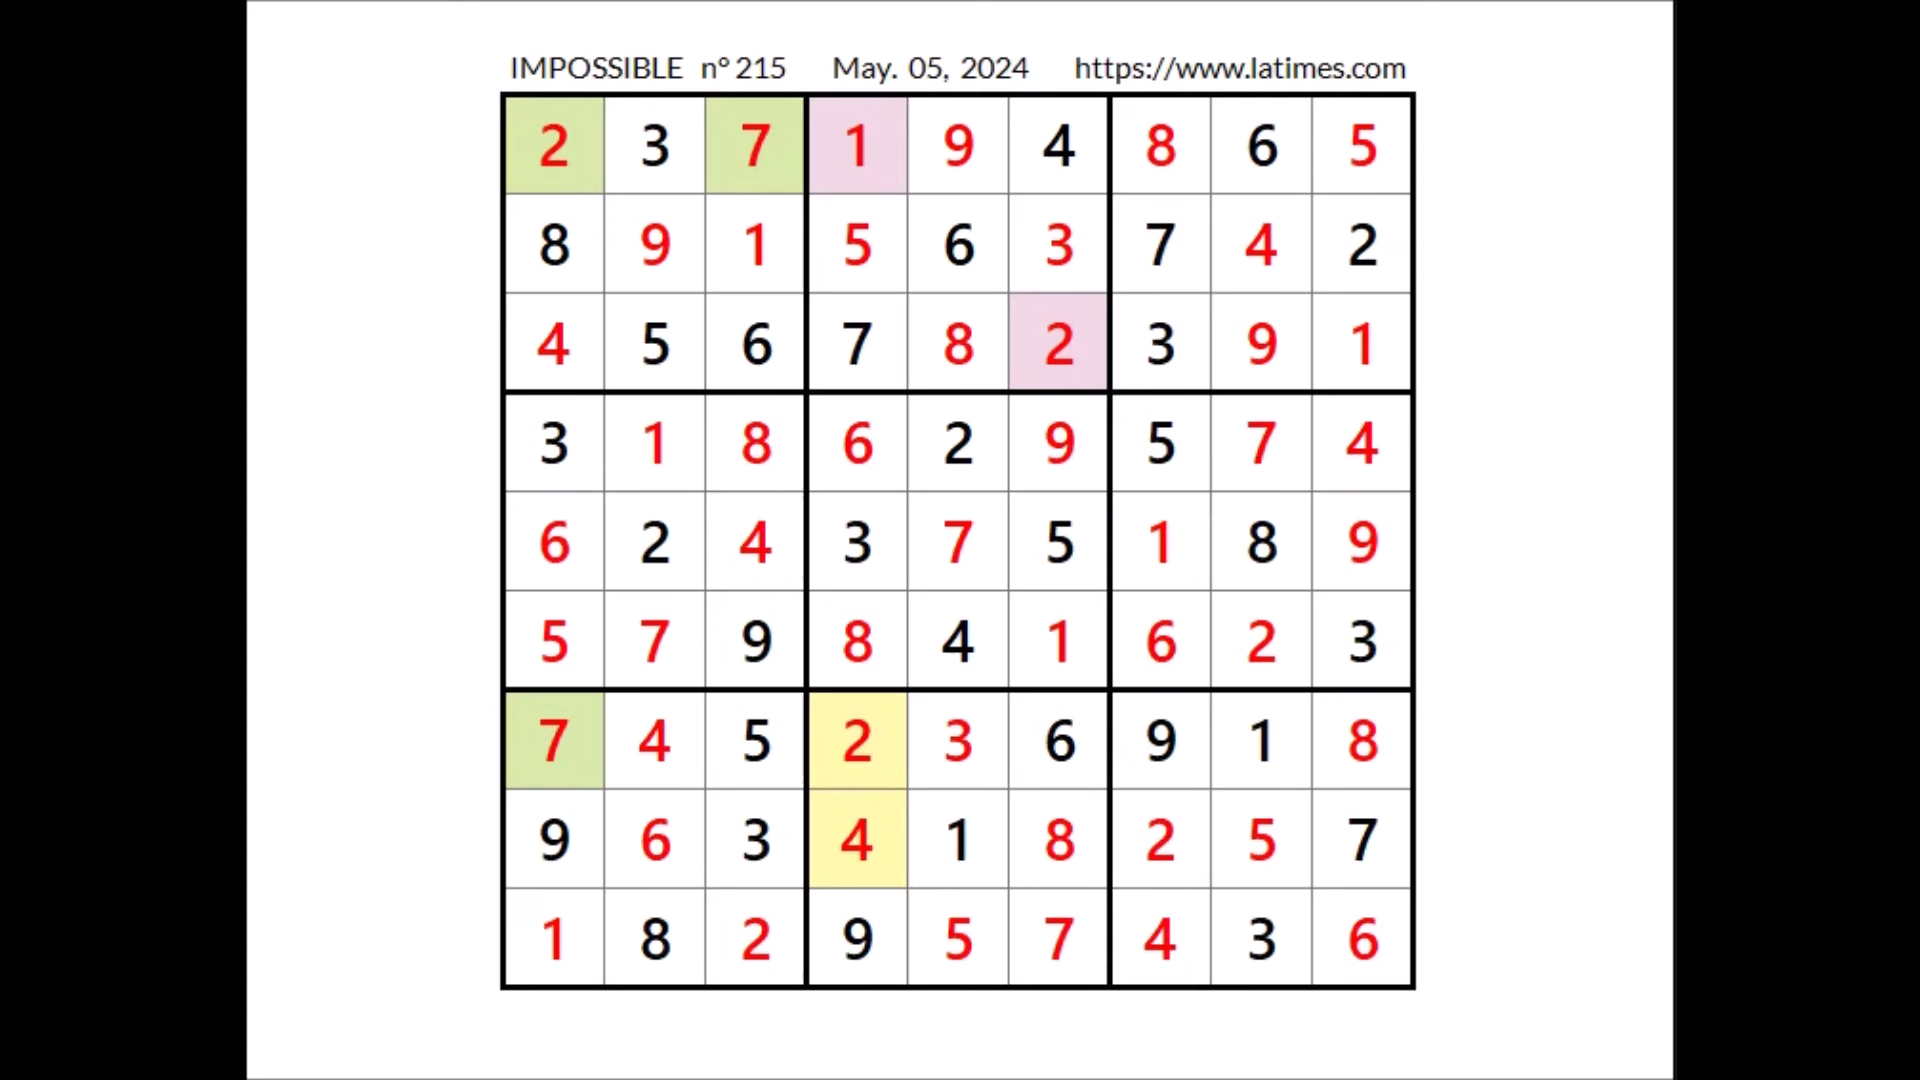 IMPOSSIBLE n° 215 May. 05, 2024 https://www.latimes.com
2 3 7 1 9 4 8 6 5
8 9 1 5 6 3 7 4 2
4 5 6 7 8 2 3 9 1
3 1 8 6 2 9 5 7 4
6 2 4 3 7 5 1 8 9
5 7 9 8 4 1 6 2 3
7 4 5 2 3 6 9 1 8
9 6 3 4 1 8 2 5 7
1 8 2 9 5 7 4 3 6